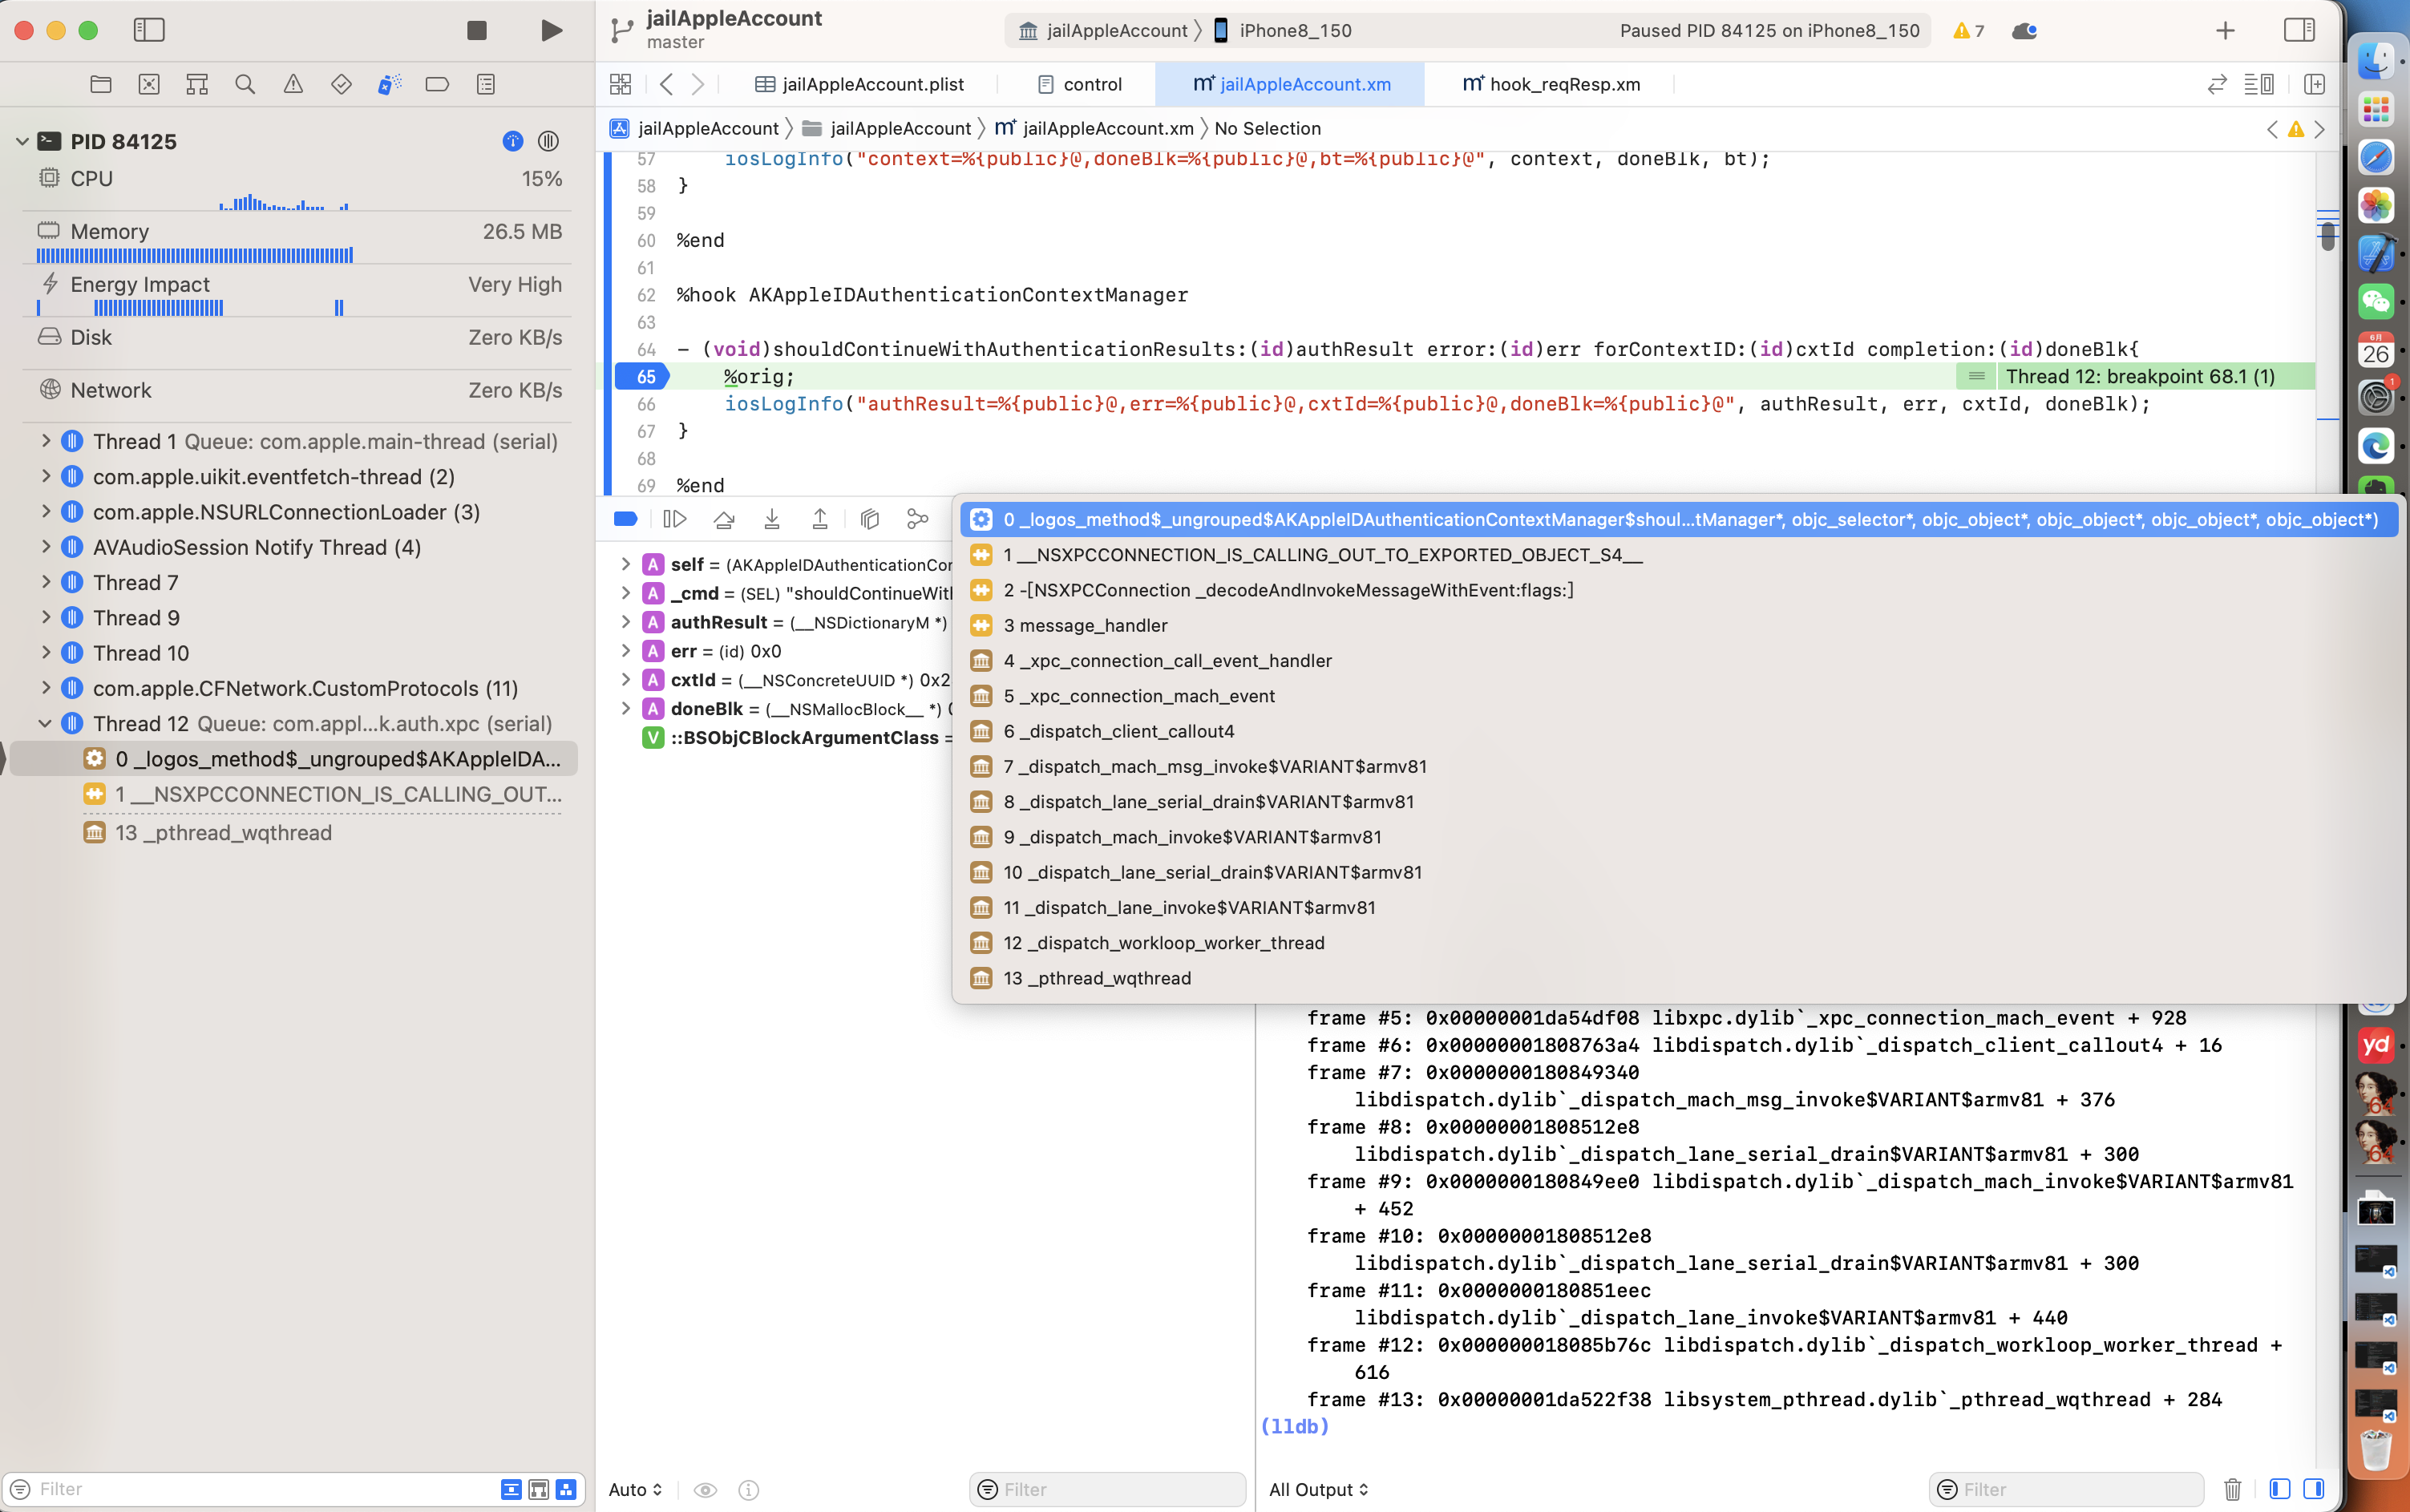 jailAppleAccount
master
jailAppleAccount
iPhone8_150
Paused PID 84125 on iPhone8_150
7
jailAppleAccount.plist
control
jailAppleAccount.xm
hook_reqResp.xm
jailAppleAccount
jailAppleAccount
jailAppleAccount.xm
No Selection
PID 84125
CPU
15%
Memory
26.5 MB
Energy Impact
Very High
Disk
Zero KB/s
Network
Zero KB/s
Thread 1 Queue: com.apple.main-thread (serial)
com.apple.uikit.eventfetch-thread (2)
com.apple.NSURLConnectionLoader (3)
AVAudioSession Notify Thread (4)
Thread 7
Thread 9
Thread 10
com.apple.CFNetwork.CustomProtocols (11)
Thread 12 Queue: com.appl...k.auth.xpc (serial)
0 _logos_method$_ungrouped$AKAppleIDA...
1 __NSXPCCONNECTION_IS_CALLING_OUT...
13 _pthread_wqthread
Filter
57 iosLogInfo("context=%{public}@,doneBlk=%{public}@,bt=%{public}@", context, doneBlk, bt);
58 }
59
60 %end
61
62 %hook AKAppleIDAuthenticationContextManager
63
64 - (void)shouldContinueWithAuthenticationResults:(id)authResult error:(id)err forContextID:(id)cxtId completion:(id)doneBlk{
65 %orig;
Thread 12: breakpoint 68.1 (1)
66 iosLogInfo("authResult=%{public}@,err=%{public}@,cxtId=%{public}@,doneBlk=%{public}@", authResult, err, cxtId, doneBlk);
67 }
68
69 %end
A self = (AKAppleIDAuthenticationCor
A _cmd = (SEL) "shouldContinueWit
A authResult = (__NSDictionaryM *)
A err = (id) 0x0
A cxtId = (__NSConcreteUUID *) 0x2
A doneBlk = (__NSMallocBlock__ *) 
V ::BSObjCBlockArgumentClass =
0 _logos_method$_ungrouped$AKAppleIDAuthenticationContextManager$shoul...tManager*, objc_selector*, objc_object*, objc_object*, objc_object*, objc_object*)
1 __NSXPCCONNECTION_IS_CALLING_OUT_TO_EXPORTED_OBJECT_S4__
2 -[NSXPCConnection _decodeAndInvokeMessageWithEvent:flags:]
3 message_handler
4 _xpc_connection_call_event_handler
5 _xpc_connection_mach_event
6 _dispatch_client_callout4
7 _dispatch_mach_msg_invoke$VARIANT$armv81
8 _dispatch_lane_serial_drain$VARIANT$armv81
9 _dispatch_mach_invoke$VARIANT$armv81
10 _dispatch_lane_serial_drain$VARIANT$armv81
11 _dispatch_lane_invoke$VARIANT$armv81
12 _dispatch_workloop_worker_thread
13 _pthread_wqthread
frame #5: 0x00000001da54df08 libxpc.dylib`_xpc_connection_mach_event + 928
frame #6: 0x00000001808763a4 libdispatch.dylib`_dispatch_client_callout4 + 16
frame #7: 0x0000000180849340
libdispatch.dylib`_dispatch_mach_msg_invoke$VARIANT$armv81 + 376
frame #8: 0x00000001808512e8
libdispatch.dylib`_dispatch_lane_serial_drain$VARIANT$armv81 + 300
frame #9: 0x0000000180849ee0 libdispatch.dylib`_dispatch_mach_invoke$VARIANT$armv81
+ 452
frame #10: 0x00000001808512e8
libdispatch.dylib`_dispatch_lane_serial_drain$VARIANT$armv81 + 300
frame #11: 0x0000000180851eec
libdispatch.dylib`_dispatch_lane_invoke$VARIANT$armv81 + 440
frame #12: 0x000000018085b76c libdispatch.dylib`_dispatch_workloop_worker_thread +
616
frame #13: 0x00000001da522f38 libsystem_pthread.dylib`_pthread_wqthread + 284
(lldb)
Auto
Filter
All Output
Filter
6月
26
1
yd
64
64